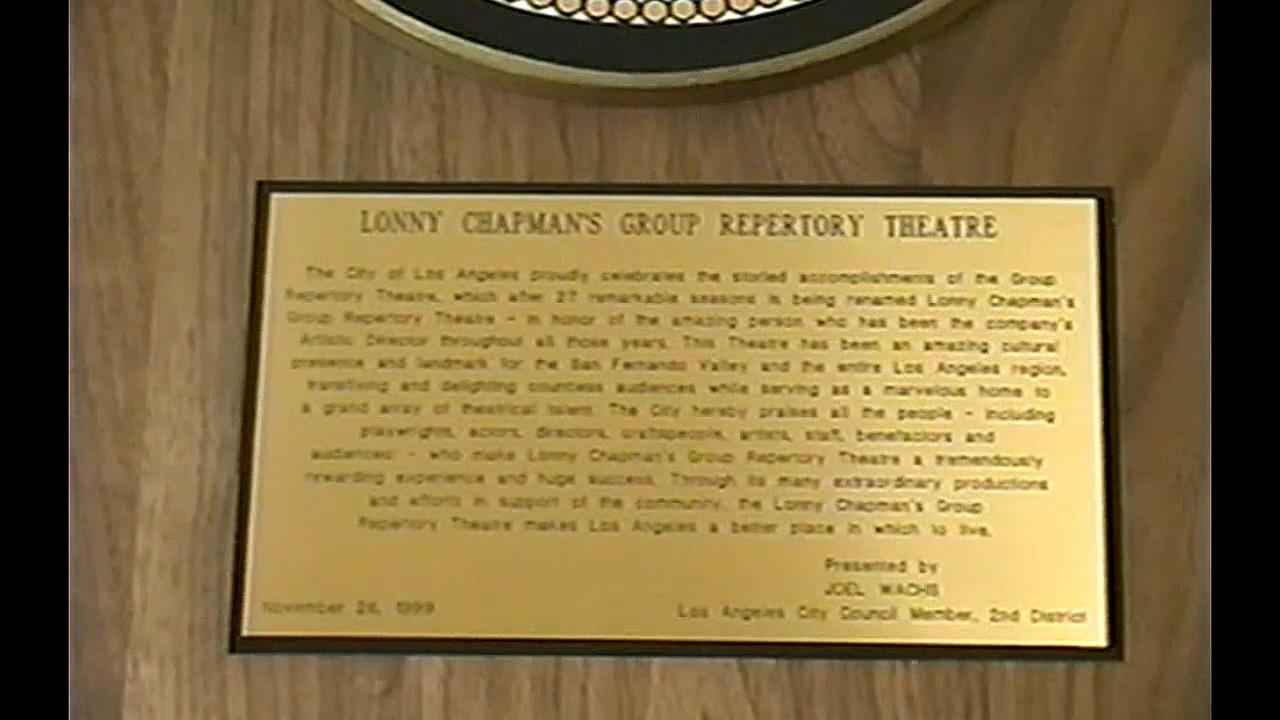 LONNY CHAPMAN'S GROUP REPERTORY THEATRE
The City of Los Angeles proudly celebrates the storied accomplishments of the Group
Repertory Theatre, which after 27 remarkable seasons is being renamed Lonny Chapman's
Group Repertory Theatre - in honor of the amazing person who has been the company's
Artistic Director throughout all those years. This Theatre has been an amazing cultural
presence and landmark for the San Fernando Valley and the entire Los Angeles region,
transfixing and delighting countless audiences while serving as a marvelous home to
a grand array of theatrical talent. The City hereby praises all the people - including
playwrights, actors, directors, craftspeople, artists, staff, benefactors and
audiences! - who make Lonny Chapman's Group Repertory Theatre a tremendously
rewarding experience and huge success. Through its many extraordinary productions
and efforts in support of the community, the Lonny Chapman's Group
Repertory Theatre makes Los Angeles a better place in which to live.
Presented by
JOEL WACHS
November 26, 1999 Los Angeles City Council Member, 2nd District